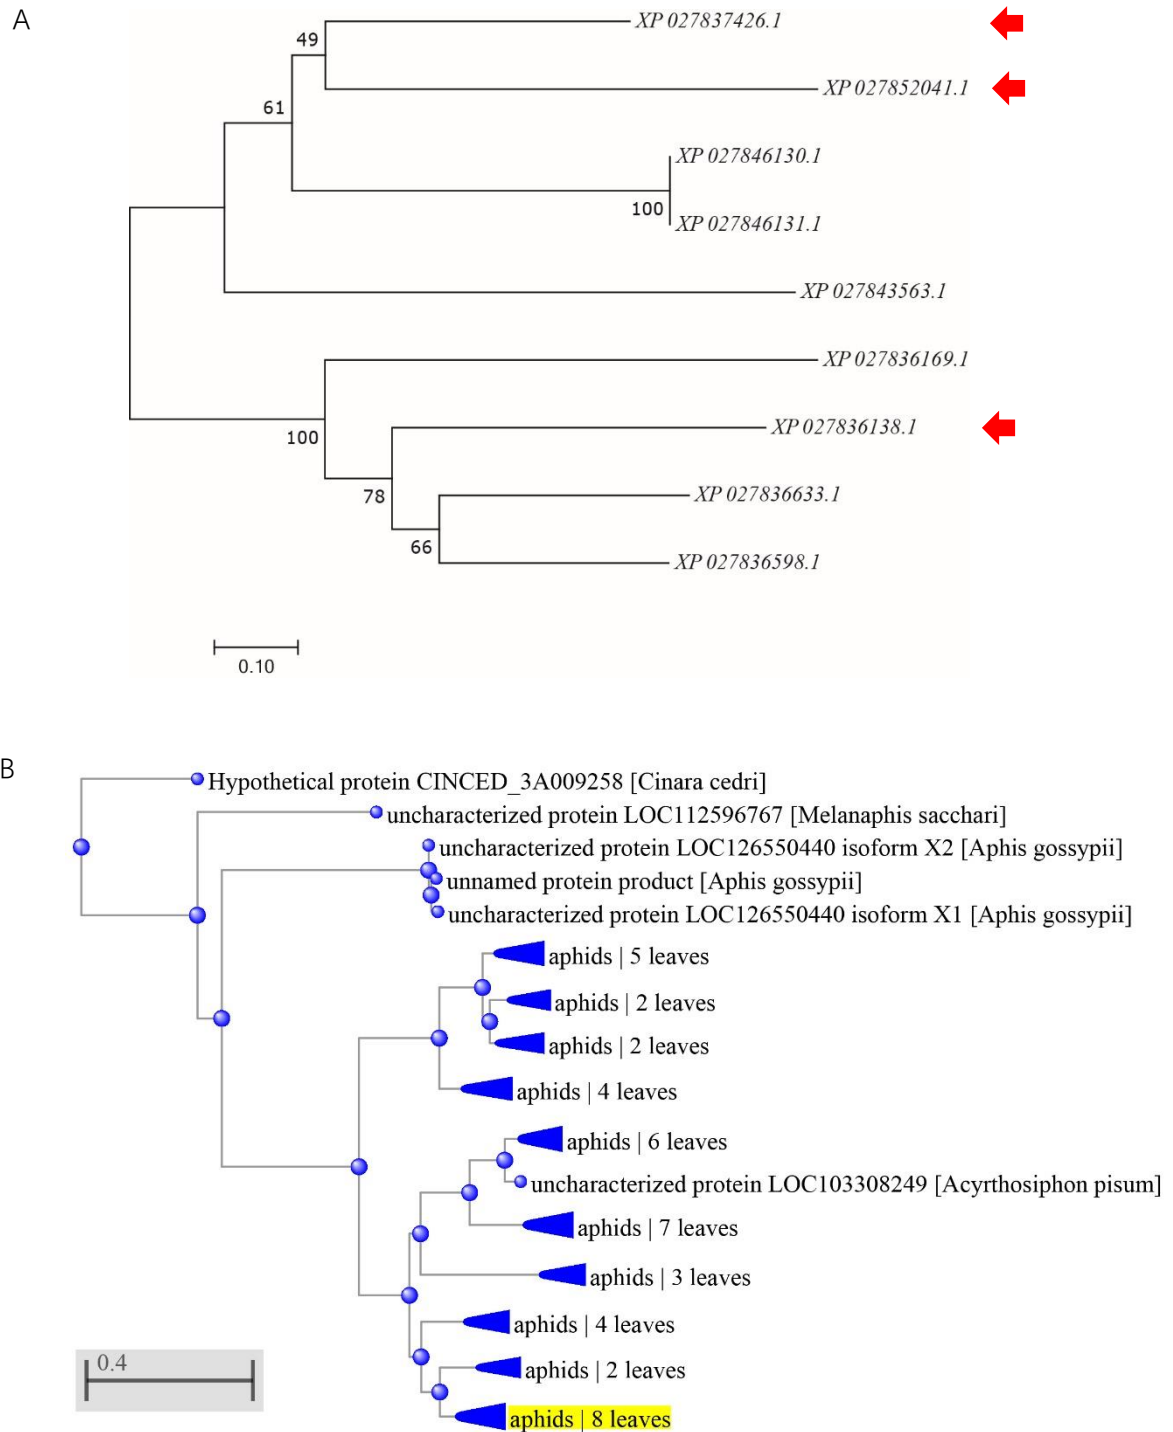 A
XP 027837426.1
49
XP 027852041.1
61
XP 027846130.1
100
XP 027846131.1
XP 027843563.1
XP 027836169.1
100
XP 027836138.1
78
XP 027836633.1
66
XP 027836598.1
0.10
B
Hypothetical protein CINCED_3A009258 [Cinara cedri]
uncharacterized protein LOC112596767 [Melanaphis sacchari]
uncharacterized protein LOC126550440 isoform X2 [Aphis gossypii]
unnamed protein product [Aphis gossypii]
uncharacterized protein LOC126550440 isoform X1 [Aphis gossypii]
aphids | 5 leaves
aphids | 2 leaves
aphids | 2 leaves
aphids | 4 leaves
aphids | 6 leaves
uncharacterized protein LOC103308249 [Acyrthosiphon pisum]
aphids | 7 leaves
aphids | 3 leaves
aphids | 4 leaves
0.4
aphids | 2 leaves
aphids | 8 leaves